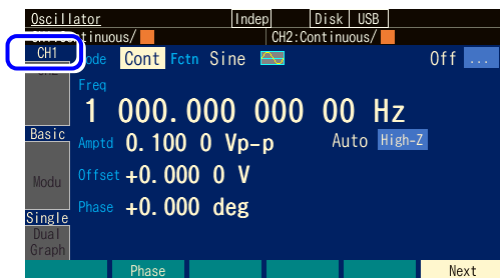 Oscillator Indep Disk USB
tinuous/ CH2:Continuous/
CH1 ode Cont Fctn Sine Off ...
Freq
1 000.000 000 00 Hz
Basic Amptd 0.100 0 Vp-p Auto High-Z
Modu Offset +0.000 0 V
Phase +0.000 deg
Single
Dual
Graph
Phase Next